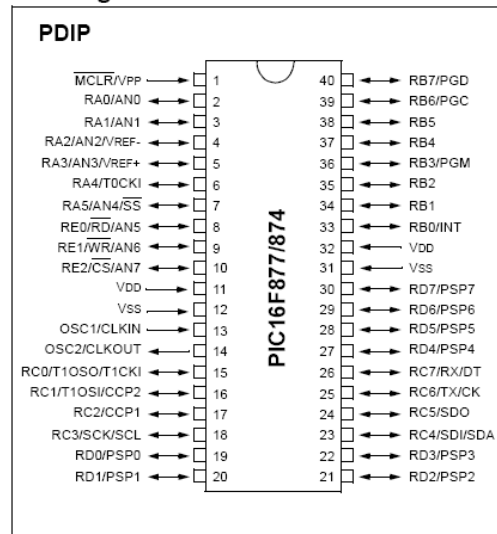 PDIP
MCLR/VPP 1 40 RB7/PGD
RA0/AN0 2 39 RB6/PGC
RA1/AN1 3 38 RB5
RA2/AN2/VREF- 4 37 RB4
RA3/AN3/VREF+ 5 36 RB3/PGM
RA4/T0CKI 6 35 RB2
RA5/AN4/SS 7 34 RB1
RE0/RD/AN5 8 33 RB0/INT
RE1/WR/AN6 9 32 VDD
RE2/CS/AN7 10 31 VSS
VDD 11 30 RD7/PSP7
VSS 12 29 RD6/PSP6
OSC1/CLKIN 13 28 RD5/PSP5
OSC2/CLKOUT 14 27 RD4/PSP4
RC0/T1OSO/T1CKI 15 26 RC7/RX/DT
RC1/T1OSI/CCP2 16 25 RC6/TX/CK
RC2/CCP1 17 24 RC5/SDO
RC3/SCK/SCL 18 23 RC4/SDI/SDA
RD0/PSP0 19 22 RD3/PSP3
RD1/PSP1 20 21 RD2/PSP2
PIC16F877/874